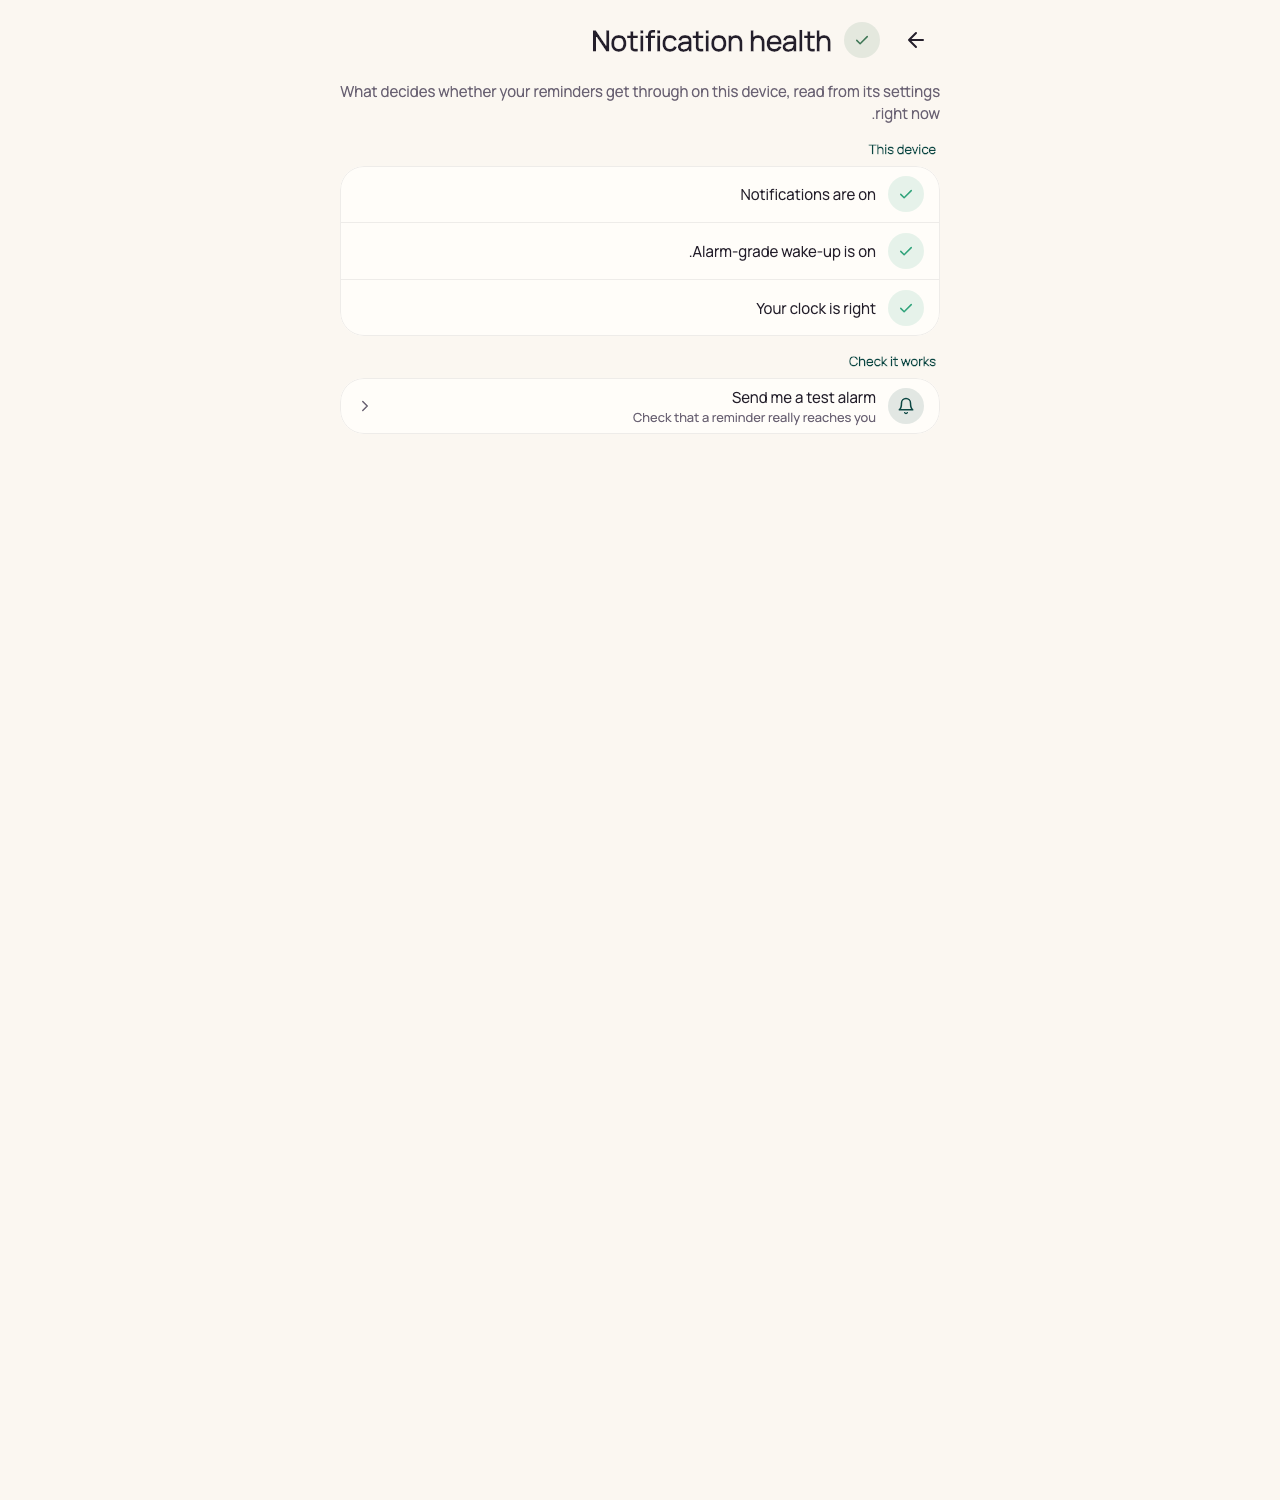 Notification health
What decides whether your reminders get through on this device, read from its settings
.right now
This device
Notifications are on
.Alarm-grade wake-up is on
Your clock is right
Check it works
Send me a test alarm
Check that a reminder really reaches you